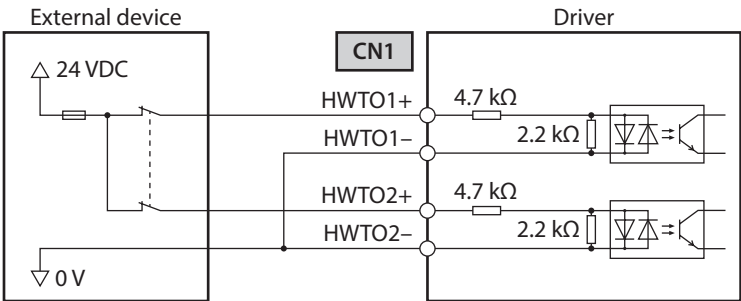 External device
Driver
CN1
24 VDC
HWTO1+
4.7 kΩ
HWTO1−
2.2 kΩ
HWTO2+
4.7 kΩ
HWTO2−
2.2 kΩ
0 V